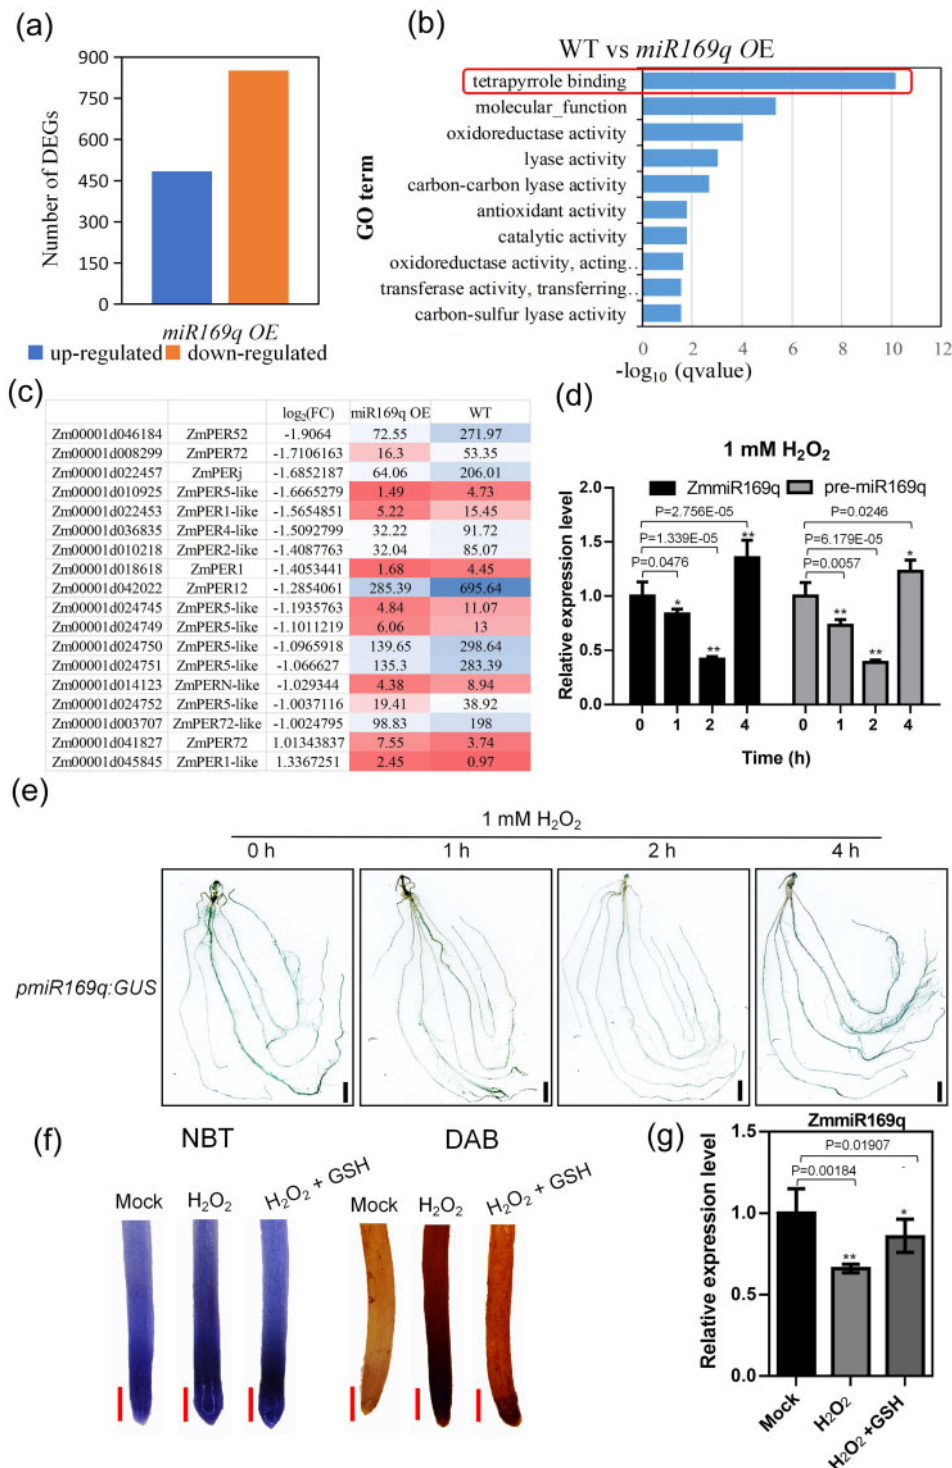 (a)
900
750
600
450
300
150
0
Number of DEGs
miR169q OE
up-regulated down-regulated
(b)
WT vs miR169q OE
GO term
tetrapyrrole binding
molecular_function
oxidoreductase activity
lyase activity
carbon-carbon lyase activity
antioxidant activity
catalytic activity
oxidoreductase activity, acting..
transferase activity, transferring..
carbon-sulfur lyase activity
0 2 4 6 8 10 12
-log10 (qvalue)
(c)
log2(FC) miR169q OE WT
Zm00001d046184 ZmPER52 -1.9064 72.55 271.97
Zm00001d008299 ZmPER72 -1.7106163 16.3 53.35
Zm00001d022457 ZmPERj -1.6852187 64.06 206.01
Zm00001d010925 ZmPER5-like -1.6665279 1.49 4.73
Zm00001d022453 ZmPER1-like -1.5654851 5.22 15.45
Zm00001d036835 ZmPER4-like -1.5092799 32.22 91.72
Zm00001d010218 ZmPER2-like -1.4087763 32.04 85.07
Zm00001d018618 ZmPER1 -1.4053441 1.68 4.45
Zm00001d042022 ZmPER12 -1.2854061 285.39 695.64
Zm00001d024745 ZmPER5-like -1.1935763 4.84 11.07
Zm00001d024749 ZmPER5-like -1.1011219 6.06 13
Zm00001d024750 ZmPER5-like -1.0965918 139.65 298.64
Zm00001d024751 ZmPER5-like -1.066627 135.3 283.39
Zm00001d014123 ZmPERN-like -1.029344 4.38 8.94
Zm00001d024752 ZmPER5-like -1.0037116 19.41 38.92
Zm00001d003707 ZmPER72-like -1.0024795 98.83 198
Zm00001d041827 ZmPER72 1.01343837 7.55 3.74
Zm00001d045845 ZmPER1-like 1.3367251 2.45 0.97
(d)
1 mM H2O2
ZmmiR169q pre-miR169q
P=2.756E-05
P=1.339E-05
P=0.0476
P=0.0246
P=6.179E-05
P=0.0057
* ** ** ** ** *
2.0
1.5
1.0
0.5
0.0
Relative expression level
0 1 2 4 0 1 2 4
Time (h)
(e)
1 mM H2O2
0 h 1 h 2 h 4 h
pmiR169q:GUS
(f)
NBT DAB
Mock H2O2 H2O2 + GSH Mock H2O2 H2O2 + GSH
(g)
ZmmiR169q
P=0.01907
P=0.00184
** *
1.5
1.0
0.5
0.0
Relative expression level
Mock H2O2 H2O2 +GSH